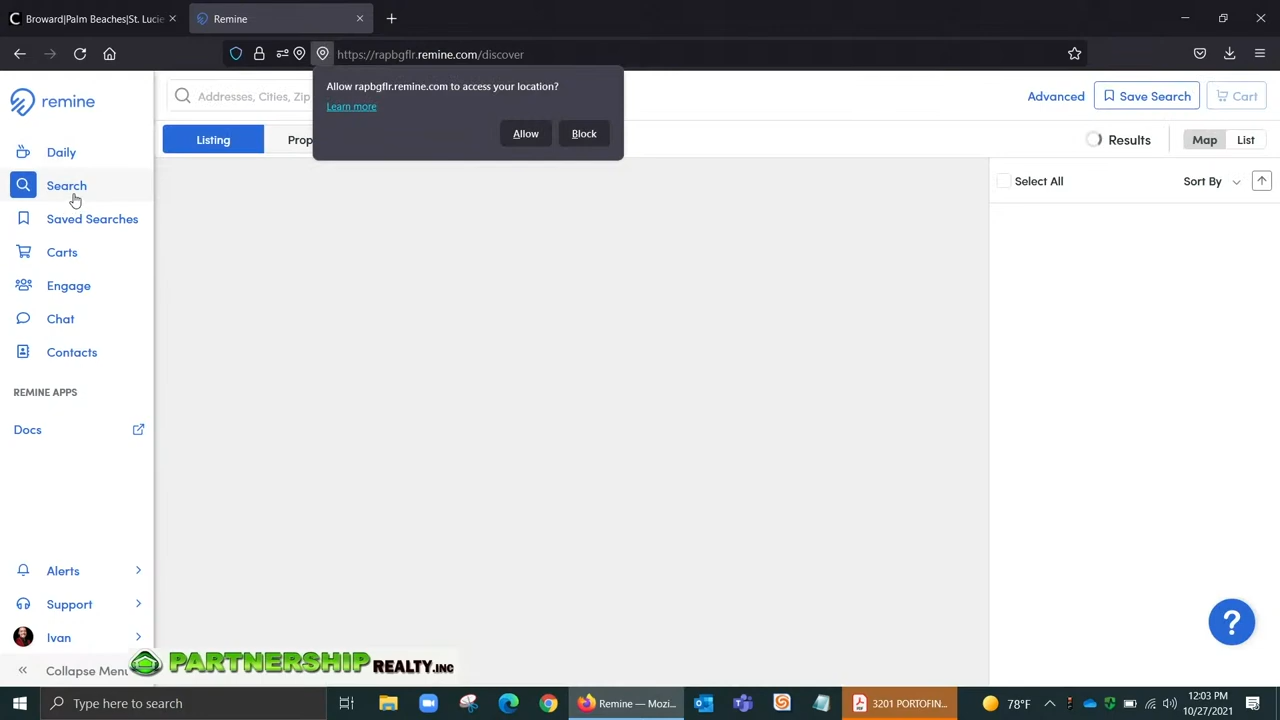 Broward|Palm Beaches|St. Lucie
Remine
https://rapbgflr.remine.com/discover
Allow rapbgflr.remine.com to access your location?
Learn more
Allow
Block
remine
Addresses, Cities, Zip
Advanced
Save Search
Cart
Listing
Prop
Results
Map
List
Select All
Sort By
Daily
Search
Saved Searches
Carts
Engage
Chat
Contacts
REMINE APPS
Docs
Alerts
Support
Ivan
Collapse Menu
PARTNERSHIP REALTY.INC
?
Type here to search
Remine — Mozi...
3201 PORTOFIN...
78°F
12:03 PM
10/27/2021